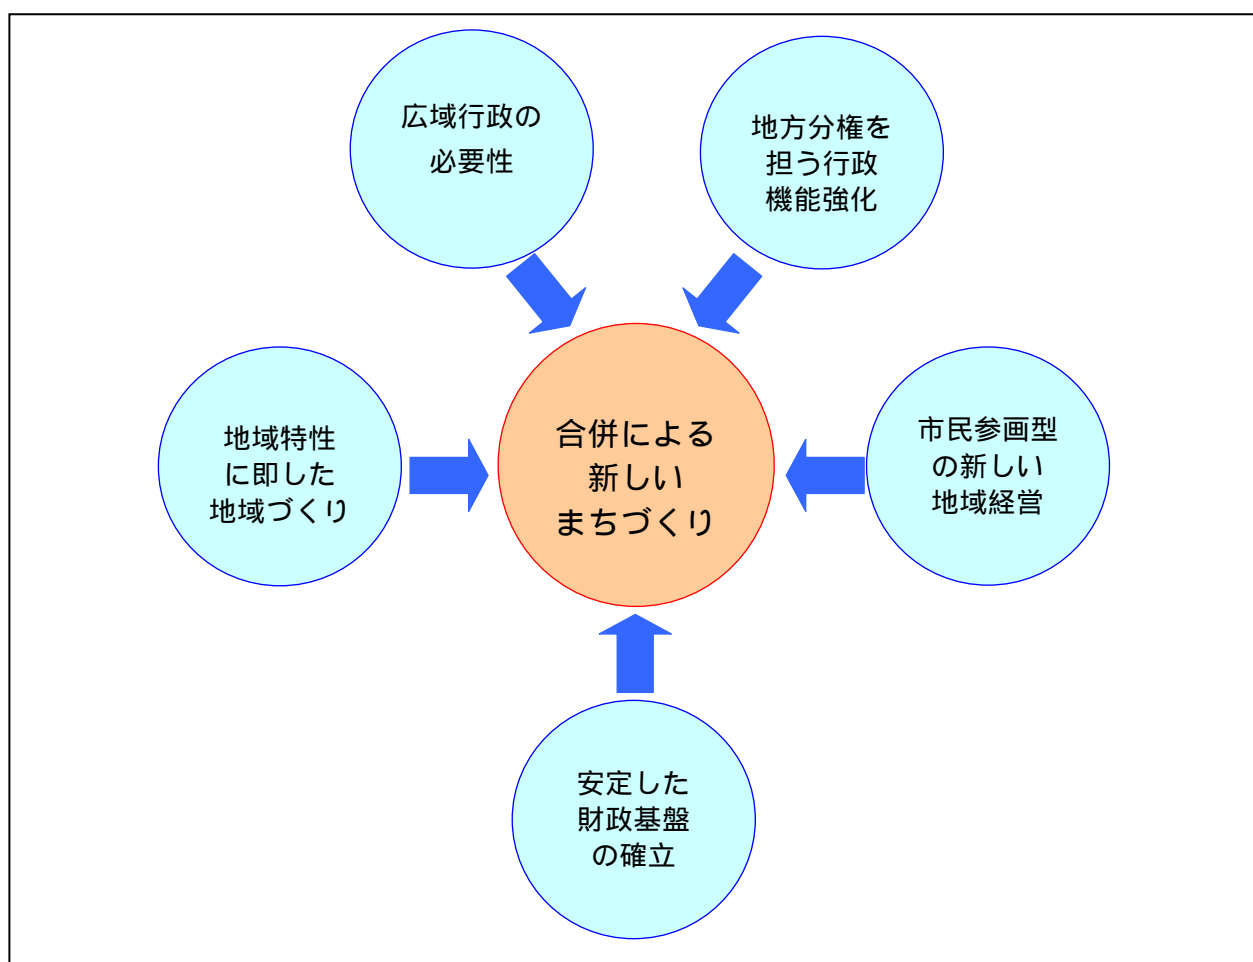 広域行政の
必要性
地方分権を
担う行政
機能強化
地域特性
に即した
地域づくり
合併による
新しい
まちづくり
市民参画型
の新しい
地域経営
安定した
財政基盤
の確立